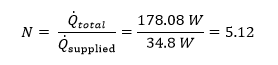 N = Q̇_total / Q̇_supplied = 178.08 W / 34.8 W = 5.12